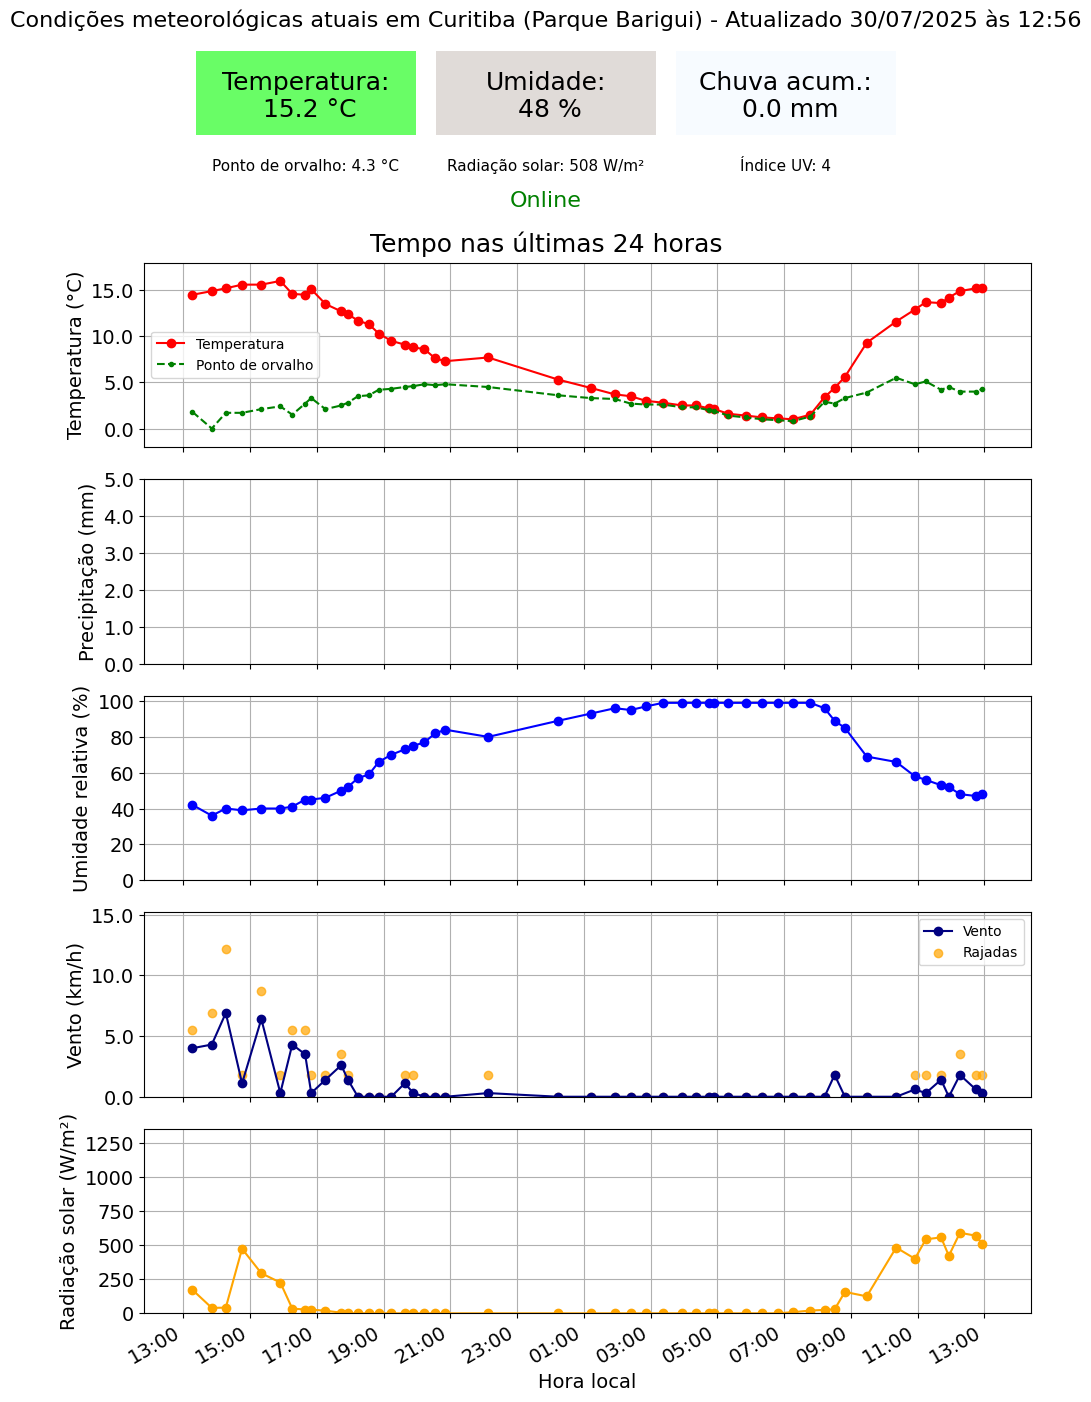 Condições meteorológicas atuais em Curitiba (Parque Barigui) - Atualizado 30/07/2025 às 12:56
Temperatura:
15.2 °C
Umidade:
48 %
Chuva acum.:
0.0 mm
Ponto de orvalho: 4.3 °C
Radiação solar: 508 W/m²
Índice UV: 4
Online
Tempo nas últimas 24 horas
Temperatura (°C)
15.0
10.0
5.0
0.0
Temperatura
Ponto de orvalho
Precipitação (mm)
5.0
4.0
3.0
2.0
1.0
0.0
Umidade relativa (%)
100
80
60
40
20
0
Vento (km/h)
15.0
10.0
5.0
0.0
Vento
Rajadas
Radiação solar (W/m²)
1250
1000
750
500
250
0
13:00
15:00
17:00
19:00
21:00
23:00
01:00
03:00
05:00
07:00
09:00
11:00
13:00
Hora local